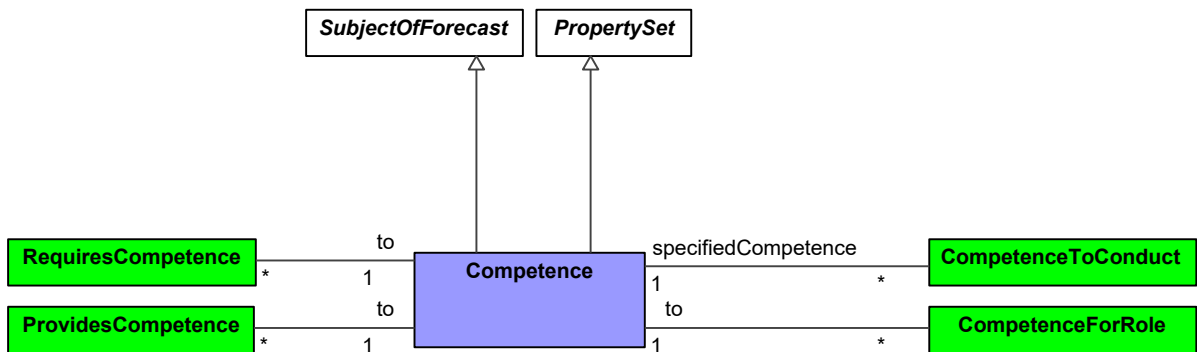 SubjectOfForecast
PropertySet
to
specifiedCompetence
RequiresCompetence
Competence
CompetenceToConduct
*
1
1
*
to
to
ProvidesCompetence
CompetenceForRole
*
1
1
*